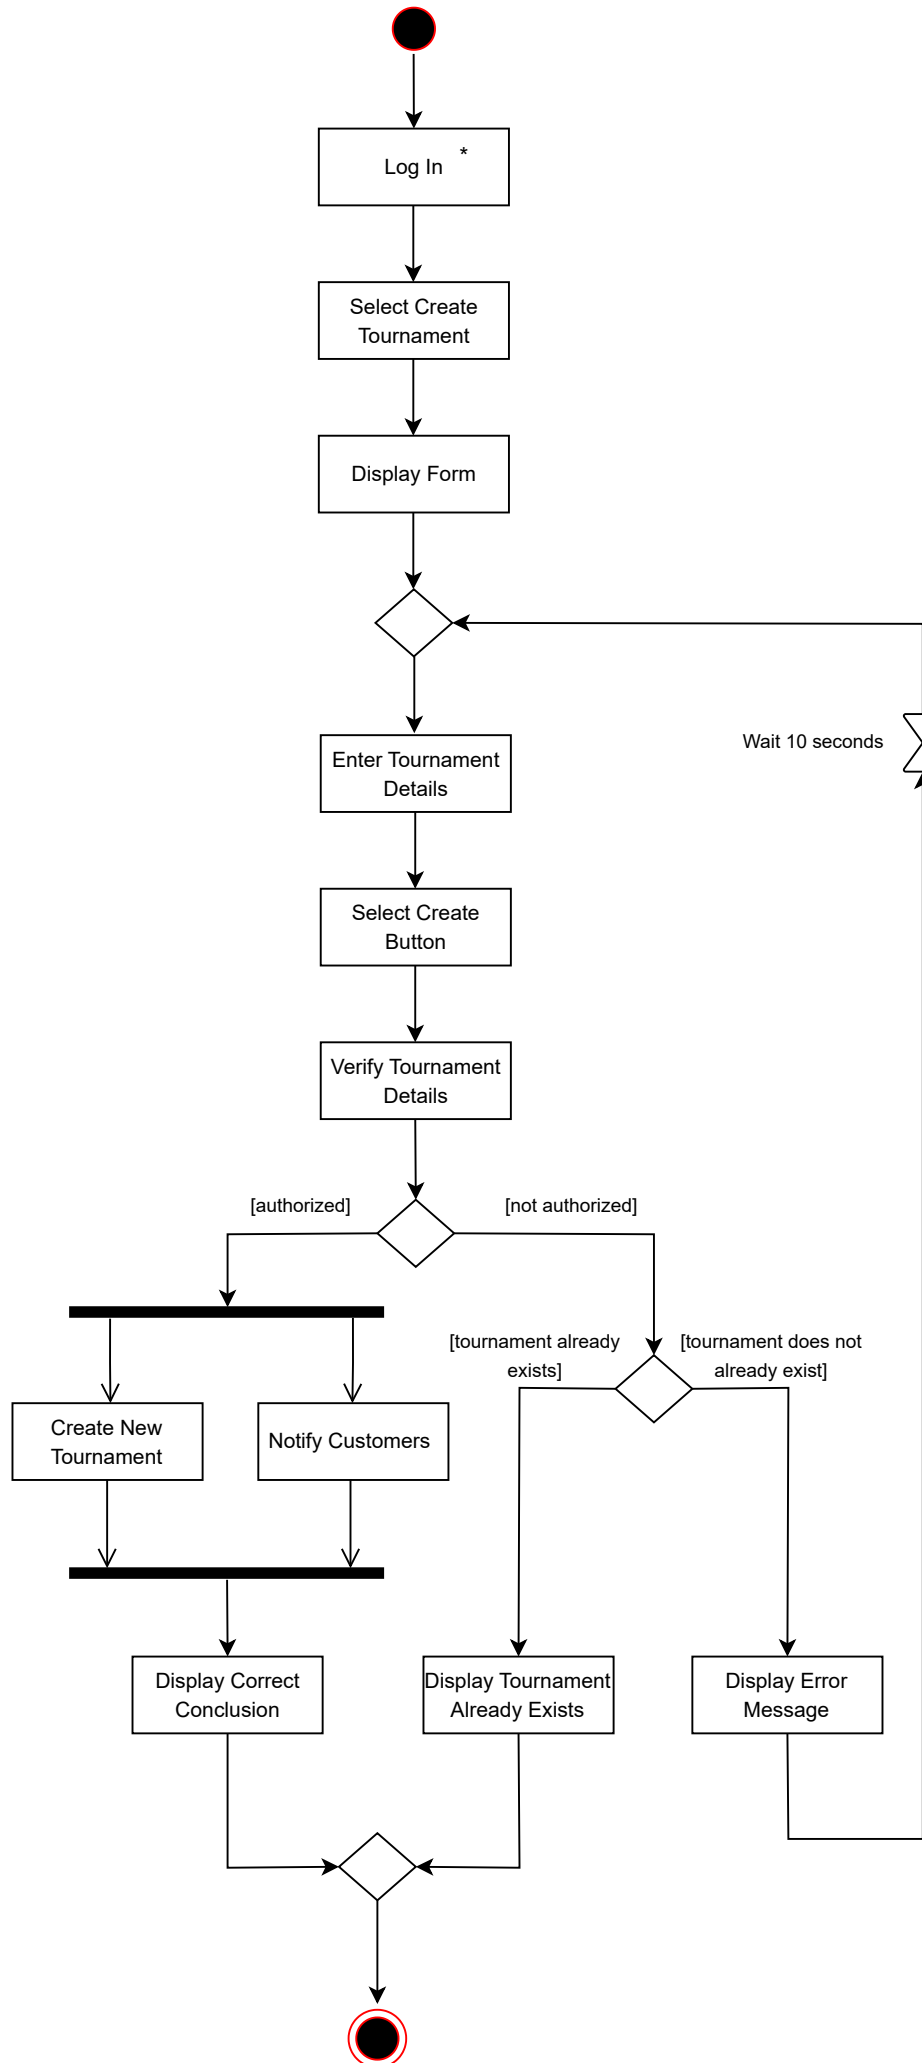 Log In *
Select Create
Tournament
Display Form
Wait 10 seconds
Enter Tournament
Details
Select Create
Button
Verify Tournament
Details
[authorized]
[not authorized]
[tournament already
exists]
[tournament does not
already exist]
Create New
Tournament
Notify Customers
Display Correct
Conclusion
Display Tournament
Already Exists
Display Error
Message